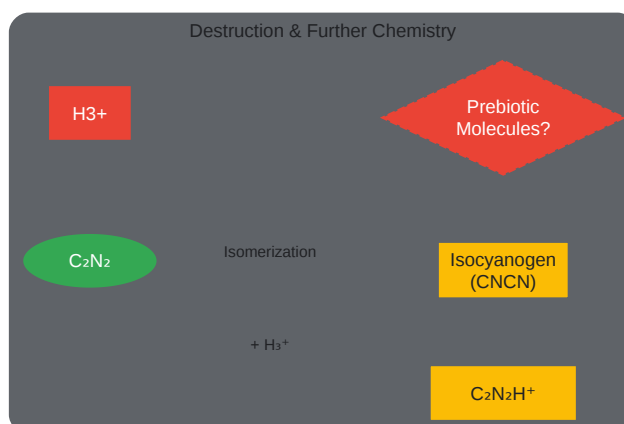 Destruction & Further Chemistry
H3+
Prebiotic
Molecules?
C₂N₂
Isomerization
Isocyanogen
(CNCN)
+ H₃⁺
C₂N₂H⁺